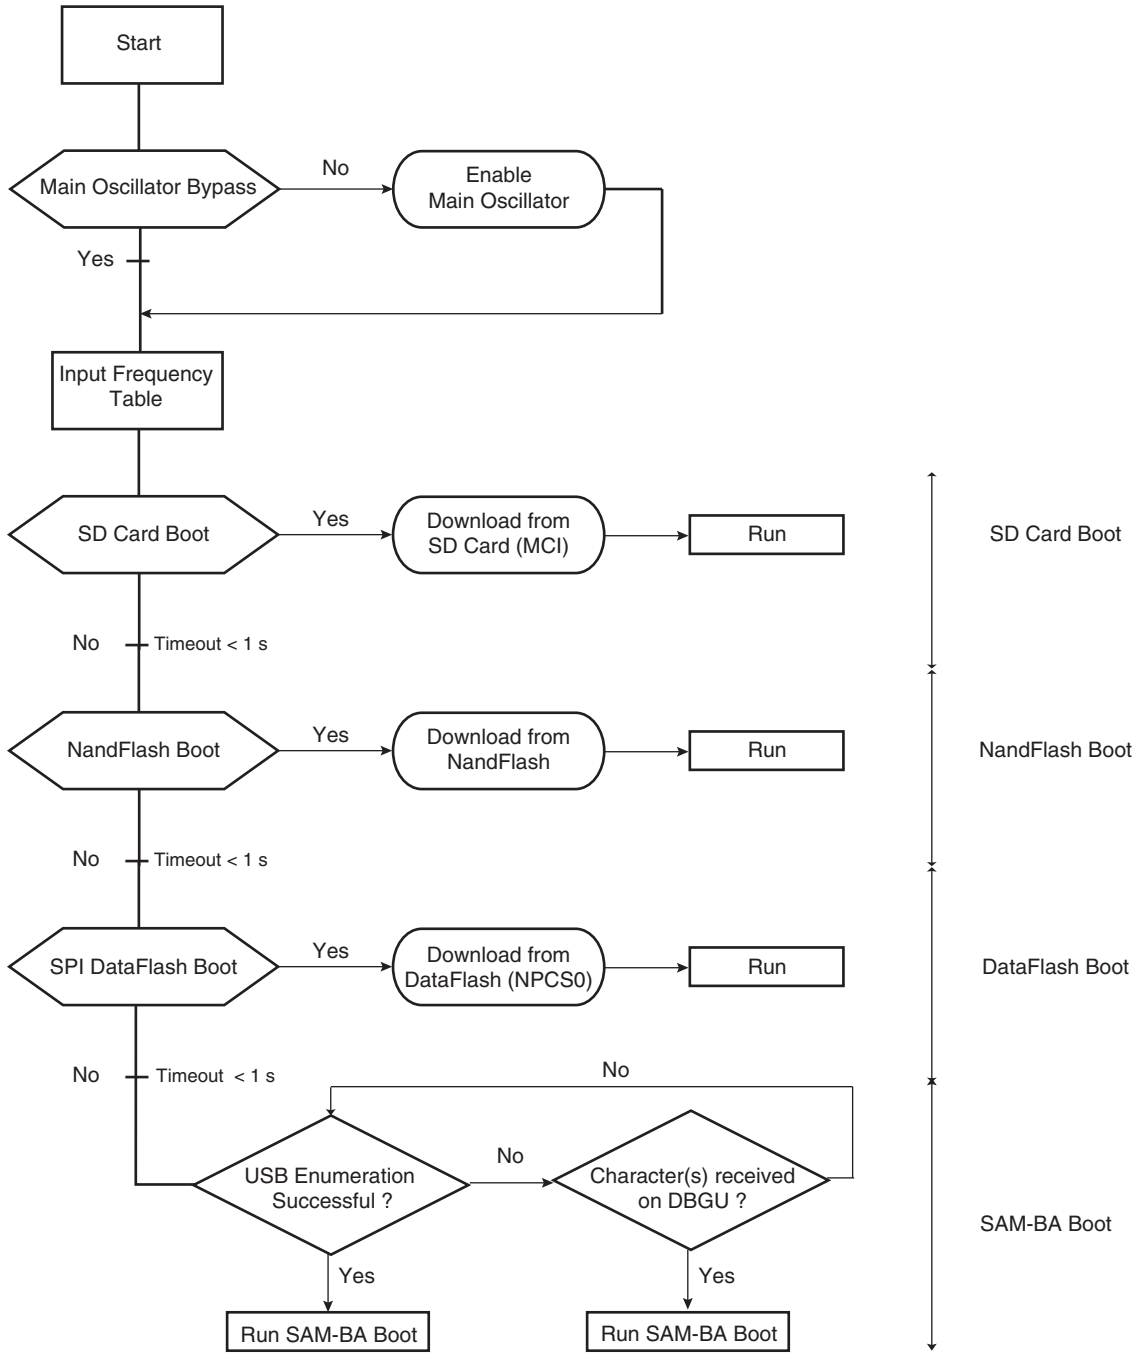 Start
Main Oscillator Bypass
No
Enable
Main Oscillator
Yes
Input Frequency
Table
SD Card Boot
Yes
Download from
SD Card (MCI)
Run
SD Card Boot
No
Timeout < 1 s
NandFlash Boot
Yes
Download from
NandFlash
Run
NandFlash Boot
No
Timeout < 1 s
SPI DataFlash Boot
Yes
Download from
DataFlash (NPCS0)
Run
DataFlash Boot
No
Timeout < 1 s
No
USB Enumeration
Successful ?
No
Character(s) received
on DBGU ?
SAM-BA Boot
Yes
Yes
Run SAM-BA Boot
Run SAM-BA Boot